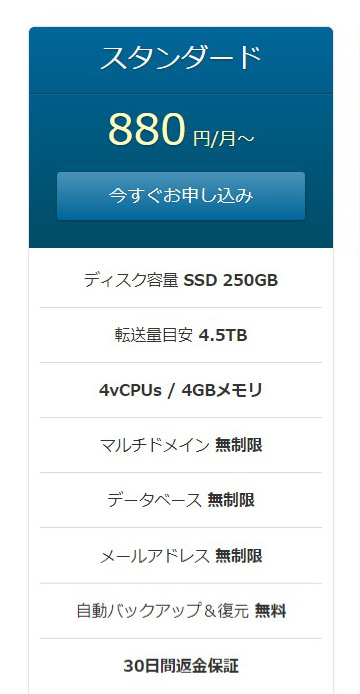 スタンダード
880 円/月～
今すぐお申し込み
ディスク容量 SSD 250GB
転送量目安 4.5TB
4vCPUs / 4GBメモリ
マルチドメイン 無制限
データベース 無制限
メールアドレス 無制限
自動バックアップ＆復元 無料
30日間返金保証